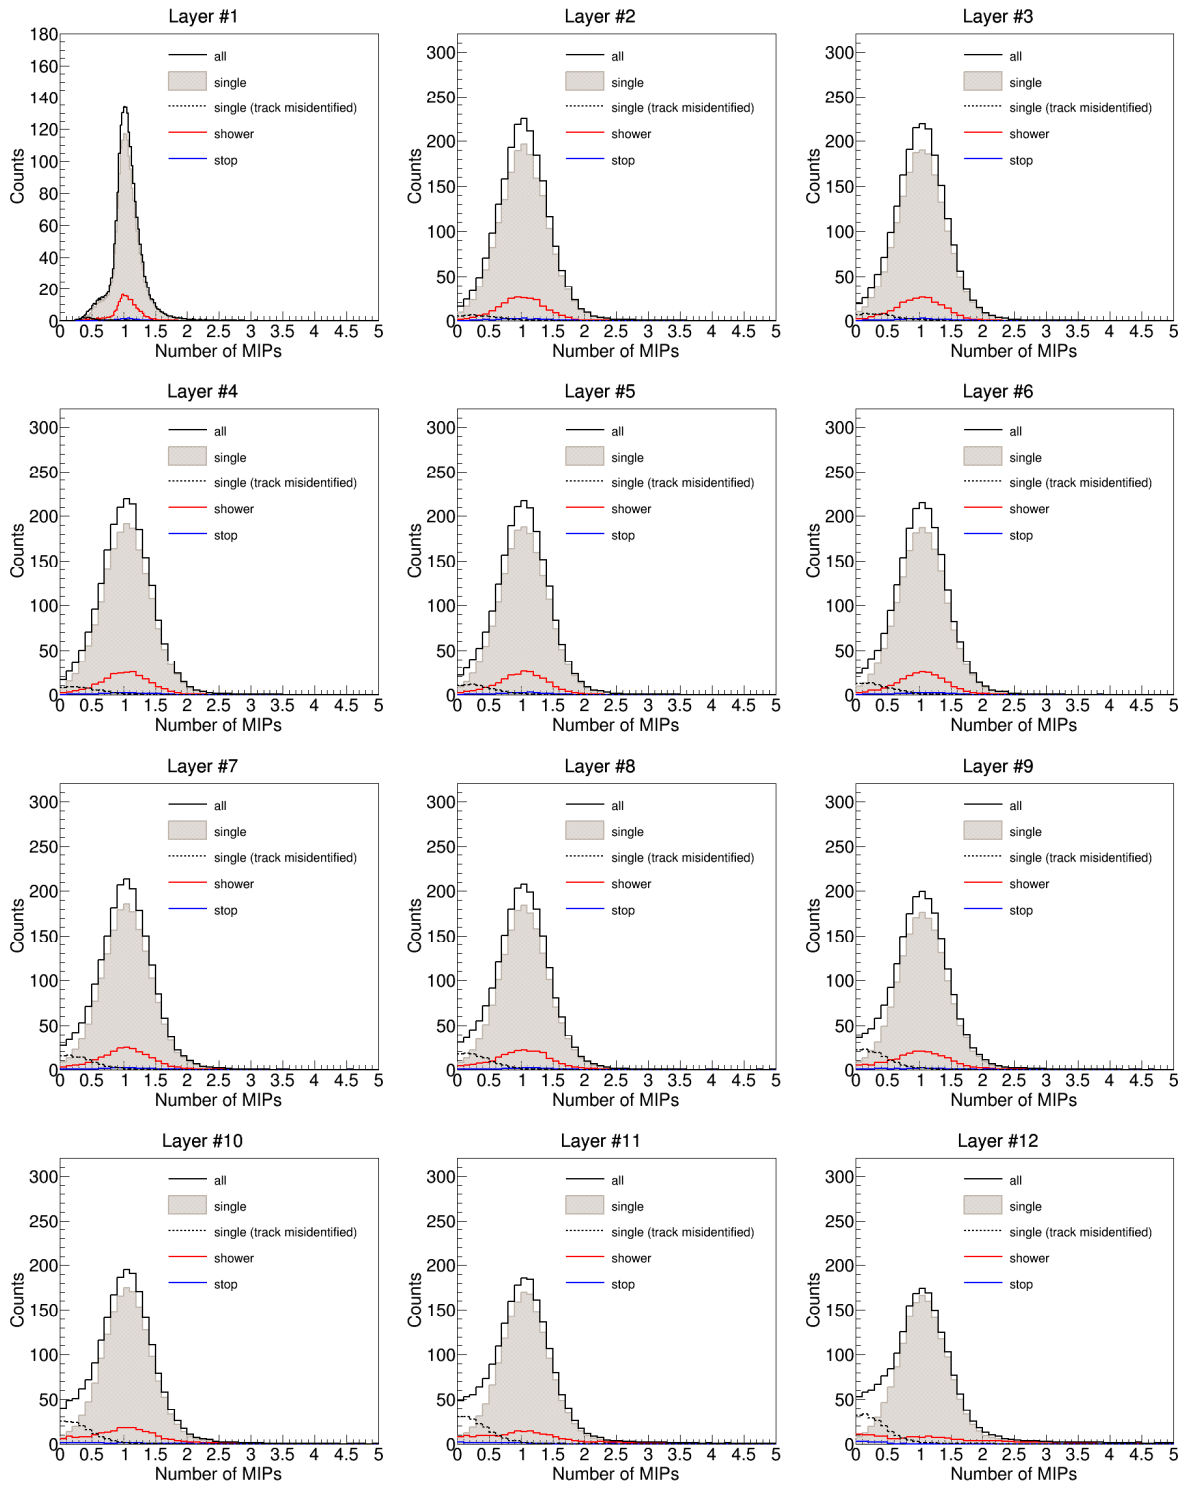 Layer #1
180
160
140
120
100
80
60
40
20
0
Counts
all
single
single (track misidentified)
shower
stop
0 0.5 1 1.5 2 2.5 3 3.5 4 4.5 5
Number of MIPs
Layer #2
300
250
200
150
100
50
0
Counts
all
single
single (track misidentified)
shower
stop
0 0.5 1 1.5 2 2.5 3 3.5 4 4.5 5
Number of MIPs
Layer #3
300
250
200
150
100
50
0
Counts
all
single
single (track misidentified)
shower
stop
0 0.5 1 1.5 2 2.5 3 3.5 4 4.5 5
Number of MIPs
Layer #4
300
250
200
150
100
50
0
Counts
all
single
single (track misidentified)
shower
stop
0 0.5 1 1.5 2 2.5 3 3.5 4 4.5 5
Number of MIPs
Layer #5
300
250
200
150
100
50
0
Counts
all
single
single (track misidentified)
shower
stop
0 0.5 1 1.5 2 2.5 3 3.5 4 4.5 5
Number of MIPs
Layer #6
300
250
200
150
100
50
0
Counts
all
single
single (track misidentified)
shower
stop
0 0.5 1 1.5 2 2.5 3 3.5 4 4.5 5
Number of MIPs
Layer #7
300
250
200
150
100
50
0
Counts
all
single
single (track misidentified)
shower
stop
0 0.5 1 1.5 2 2.5 3 3.5 4 4.5 5
Number of MIPs
Layer #8
300
250
200
150
100
50
0
Counts
all
single
single (track misidentified)
shower
stop
0 0.5 1 1.5 2 2.5 3 3.5 4 4.5 5
Number of MIPs
Layer #9
300
250
200
150
100
50
0
Counts
all
single
single (track misidentified)
shower
stop
0 0.5 1 1.5 2 2.5 3 3.5 4 4.5 5
Number of MIPs
Layer #10
300
250
200
150
100
50
0
Counts
all
single
single (track misidentified)
shower
stop
0 0.5 1 1.5 2 2.5 3 3.5 4 4.5 5
Number of MIPs
Layer #11
300
250
200
150
100
50
0
Counts
all
single
single (track misidentified)
shower
stop
0 0.5 1 1.5 2 2.5 3 3.5 4 4.5 5
Number of MIPs
Layer #12
300
250
200
150
100
50
0
Counts
all
single
single (track misidentified)
shower
stop
0 0.5 1 1.5 2 2.5 3 3.5 4 4.5 5
Number of MIPs